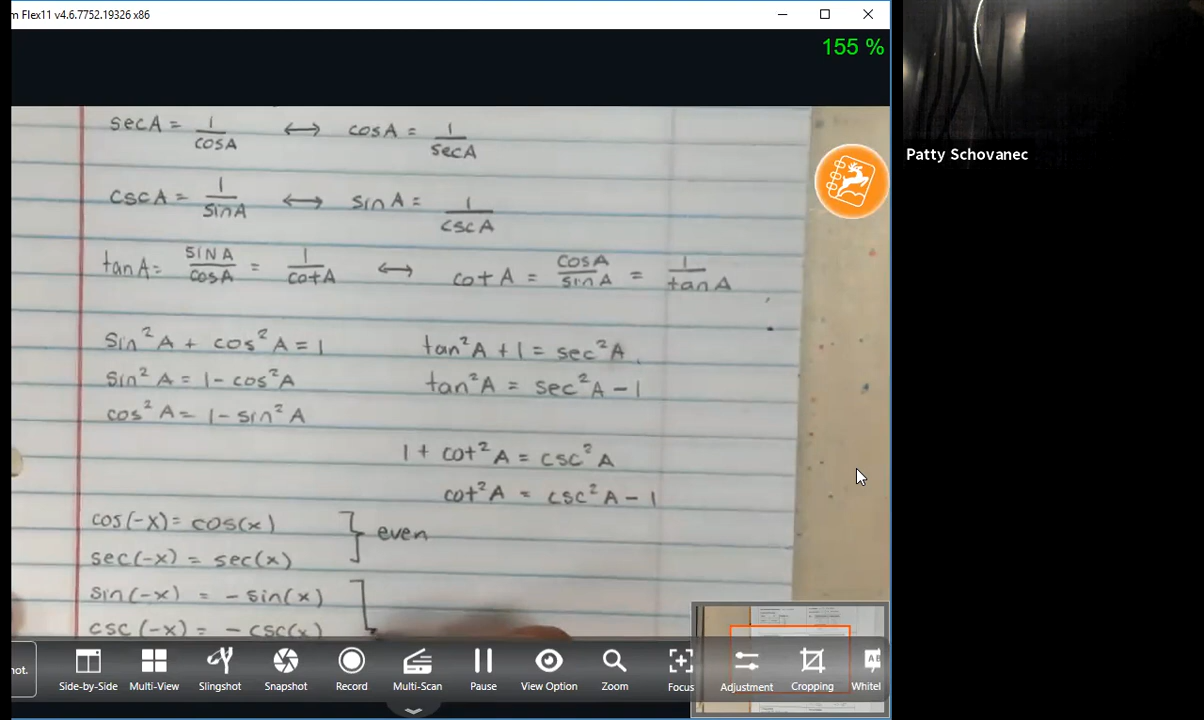 m Flex11 v4.6.7752.19326 x86
155 %
Patty Schovanec
secA = 1/cosA ⟷ cosA = 1/secA
cscA = 1/sinA ⟷ sinA = 1/cscA
tanA = SINA/cosA = 1/cotA ⟷ cotA = cosA/sinA = 1/tanA
sin²A + cos²A = 1
tan²A + 1 = sec²A
sin²A = 1 - cos²A
tan²A = sec²A - 1
cos²A = 1 - sin²A
1 + cot²A = csc²A
cot²A = csc²A - 1
cos(-x) = cos(x)
even
sec(-x) = sec(x)
sin(-x) = -sin(x)
csc(-x) = -csc(x)
not.
Side-by-Side
Multi-View
Slingshot
Snapshot
Record
Multi-Scan
Pause
View Option
Zoom
Focus
Adjustment
Cropping
Whitel